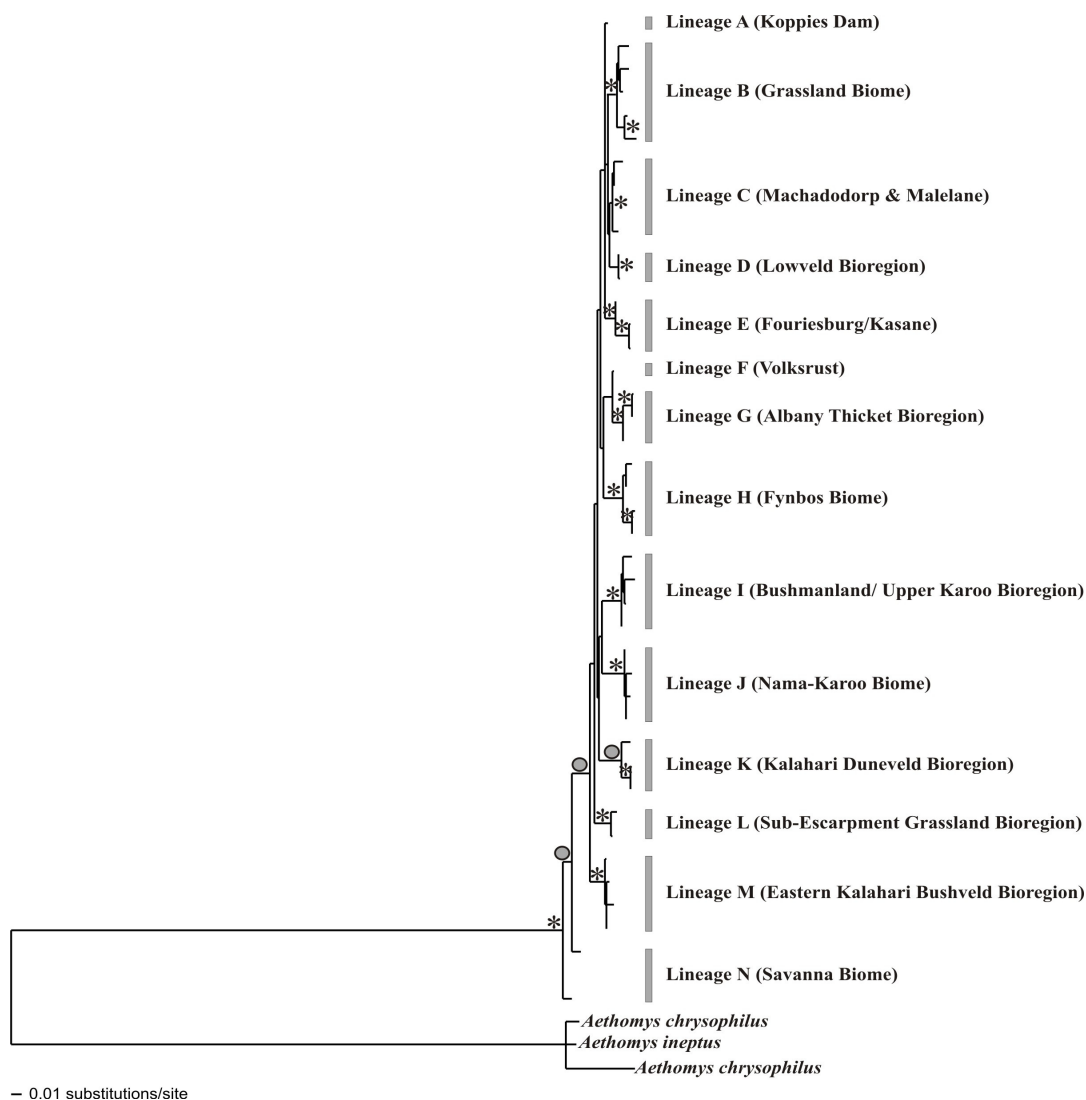 Lineage A (Koppies Dam)
Lineage B (Grassland Biome)
Lineage C (Machadodorp & Malelane)
Lineage D (Lowveld Bioregion)
Lineage E (Fouriesburg/Kasane)
Lineage F (Volksrust)
Lineage G (Albany Thicket Bioregion)
Lineage H (Fynbos Biome)
Lineage I (Bushmanland/ Upper Karoo Bioregion)
Lineage J (Nama-Karoo Biome)
Lineage K (Kalahari Duneveld Bioregion)
Lineage L (Sub-Escarpment Grassland Bioregion)
Lineage M (Eastern Kalahari Bushveld Bioregion)
Lineage N (Savanna Biome)
Aethomys chrysophilus
Aethomys ineptus
Aethomys chrysophilus
0.01 substitutions/site